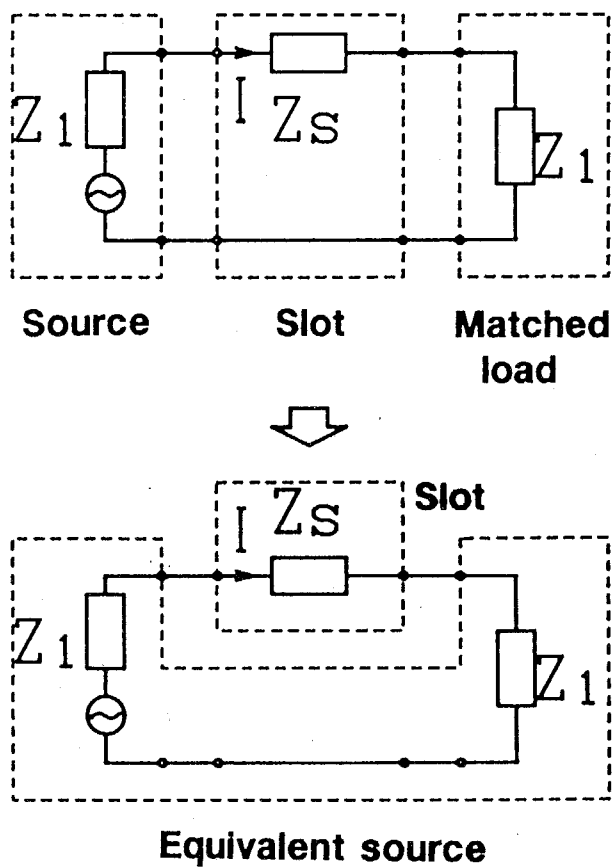 I
Z1
Zs
Z1
Source
Slot
Matched
load
Slot
Zs
I
Z1
Z1
Equivalent source